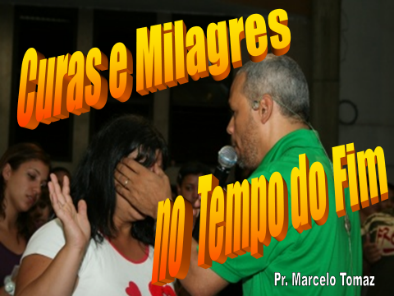 Curas e Milagres
no Tempo do Fim
Pr. Marcelo Tomaz